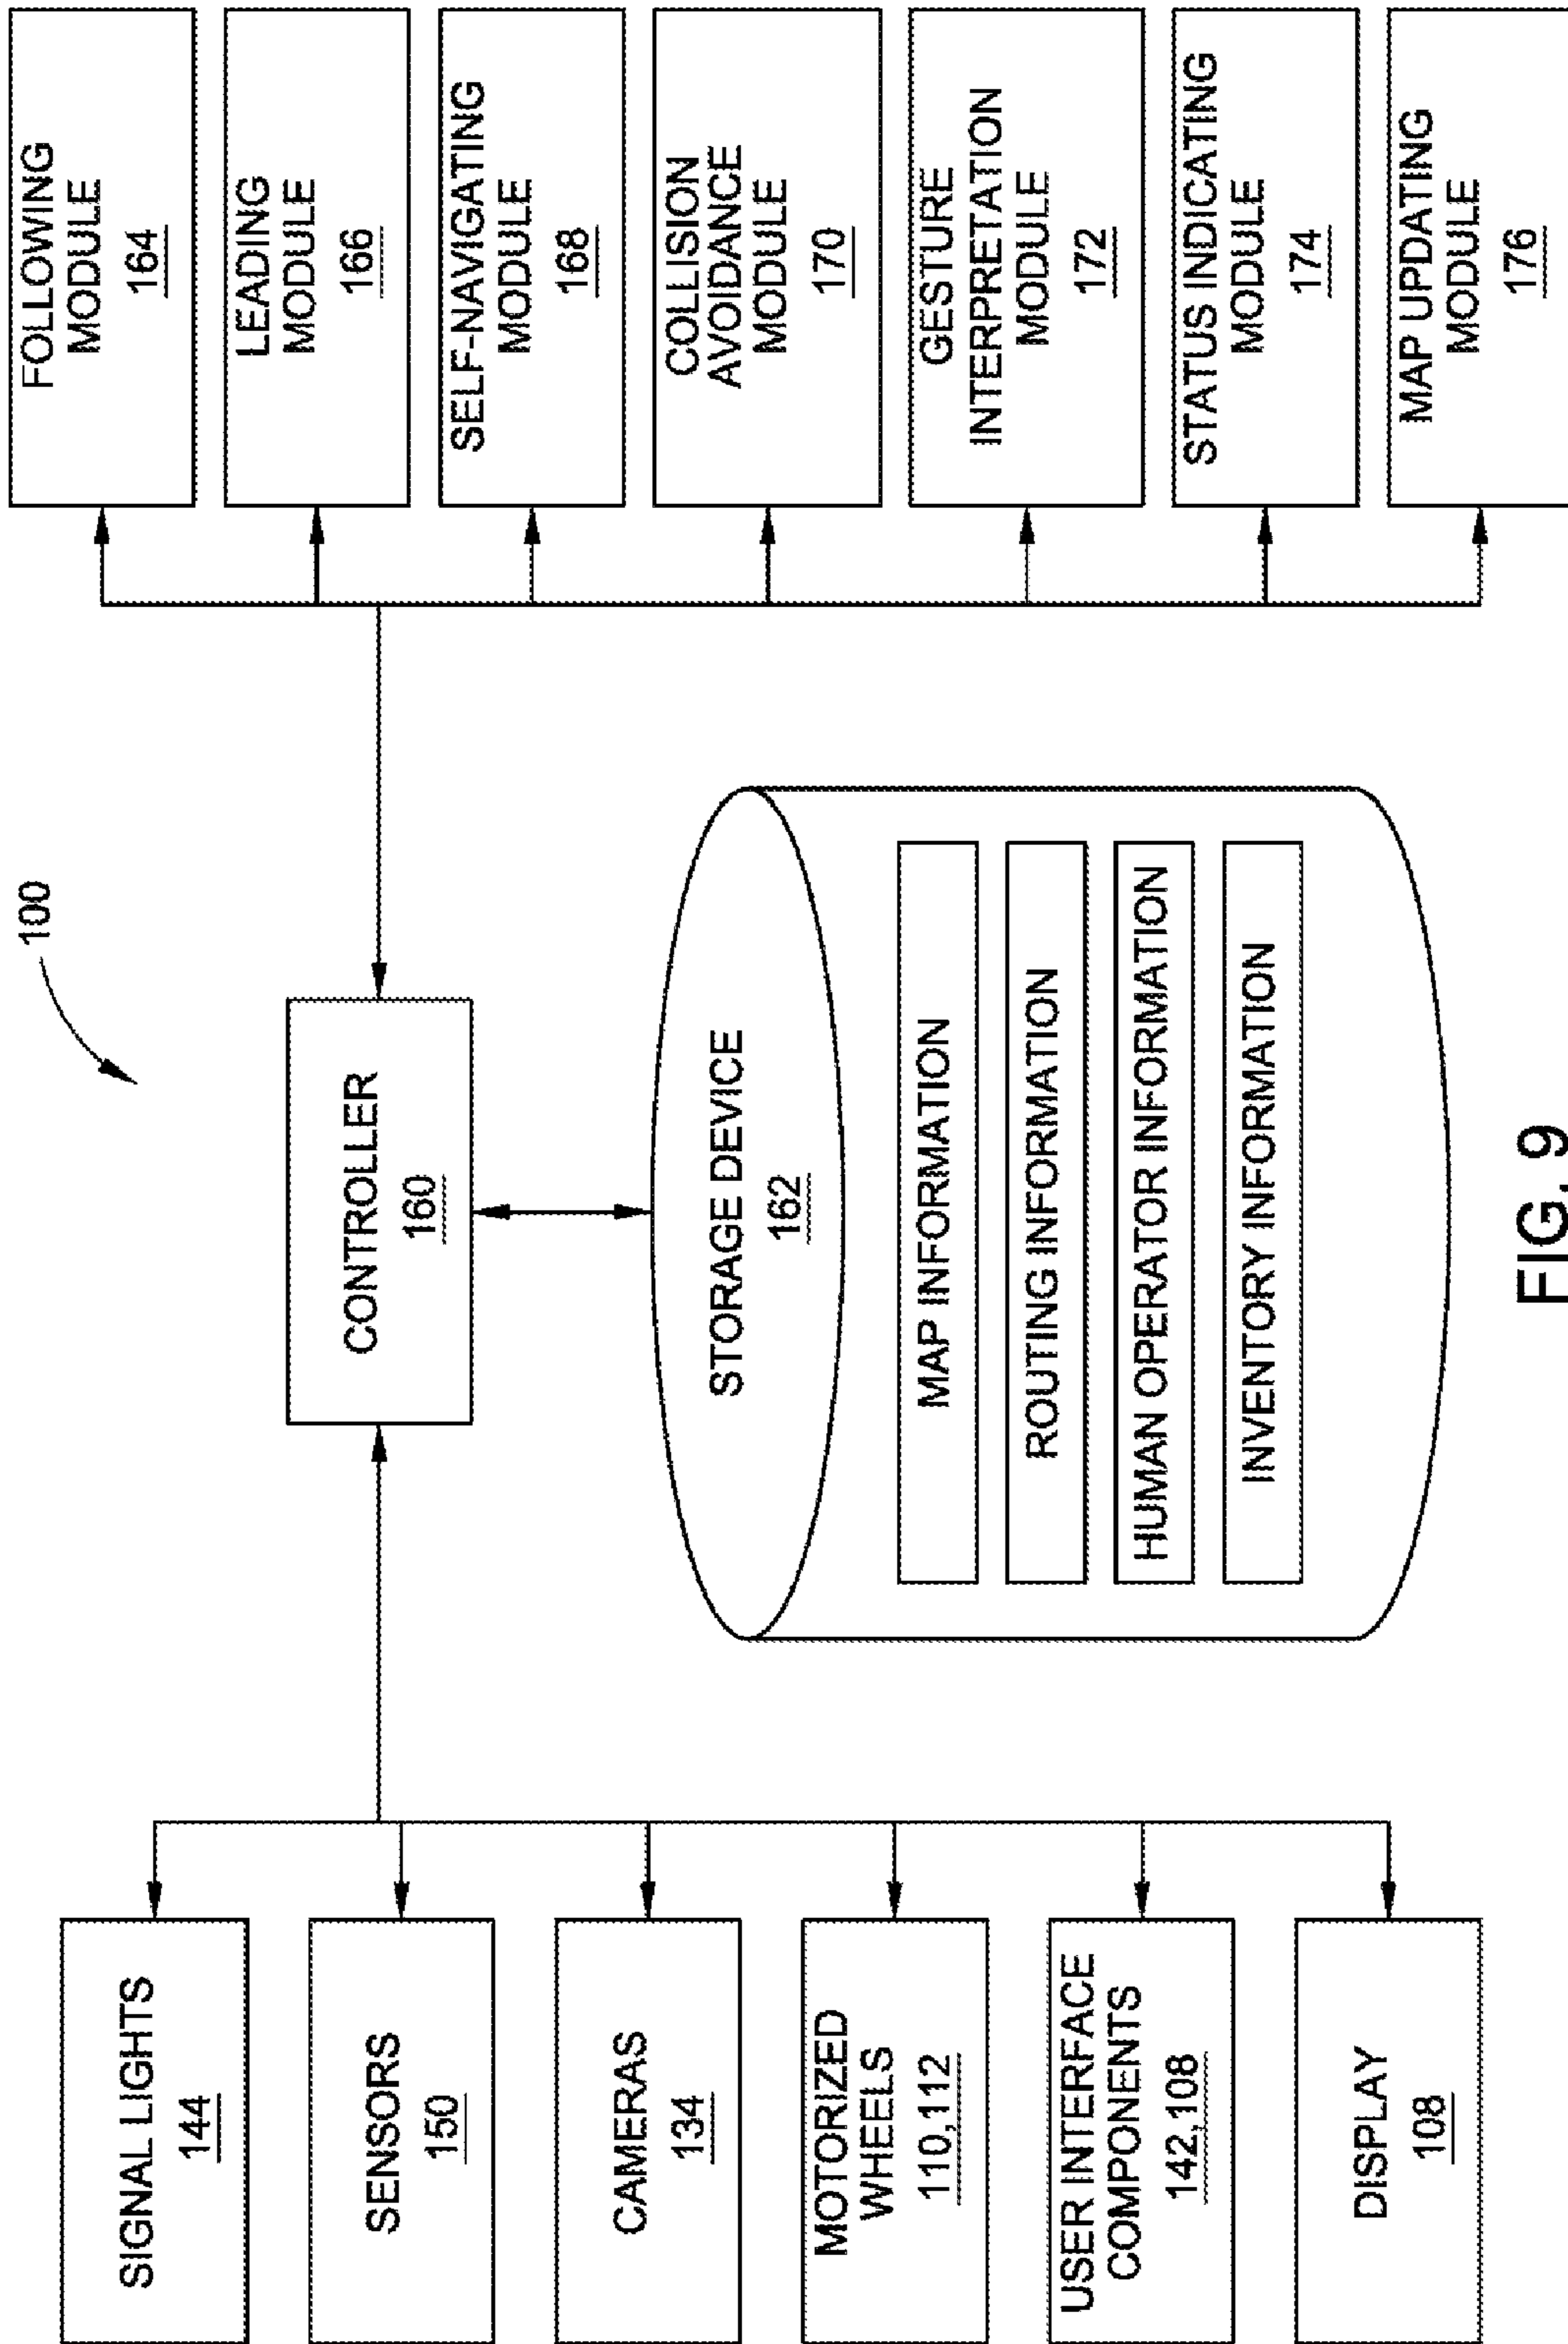 100
SIGNAL LIGHTS
144
SENSORS
150
CAMERAS
134
MOTORIZED
WHEELS
110,112
USER INTERFACE
COMPONENTS
142,108
DISPLAY
108
CONTROLLER
160
STORAGE DEVICE
162
MAP INFORMATION
ROUTING INFORMATION
HUMAN OPERATOR INFORMATION
INVENTORY INFORMATION
FOLLOWING
MODULE
164
LEADING
MODULE
166
SELF-NAVIGATING
MODULE
168
COLLISION
AVOIDANCE
MODULE
170
GESTURE
INTERPRETATION
MODULE
172
STATUS INDICATING
MODULE
174
MAP UPDATING
MODULE
176
FIG. 9